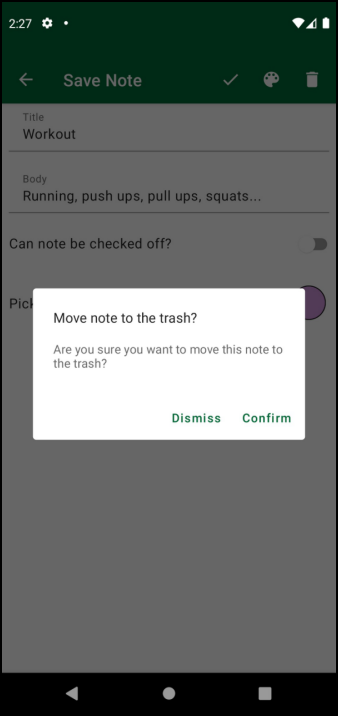 2:27
Save Note
Title
Workout
Body
Running, push ups, pull ups, squats...
Can note be checked off?
Pick
Move note to the trash?
Are you sure you want to move this note to
the trash?
Dismiss
Confirm